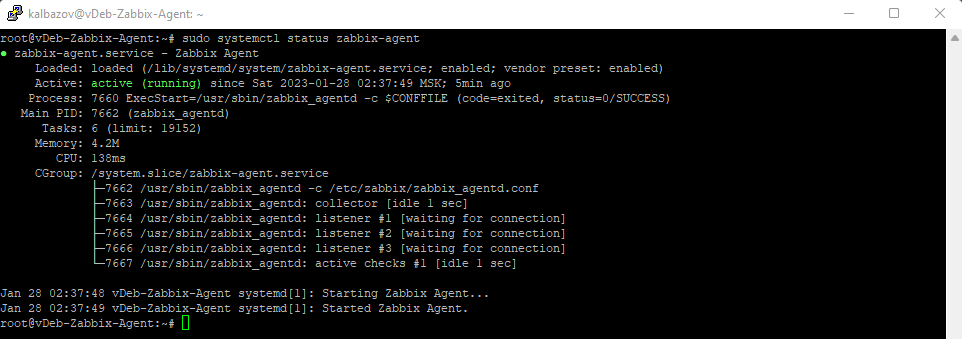 kalbazov@vDeb-Zabbix-Agent: ~
root@vDeb-Zabbix-Agent:~# sudo systemctl status zabbix-agent
● zabbix-agent.service - Zabbix Agent
     Loaded: loaded (/lib/systemd/system/zabbix-agent.service; enabled; vendor preset: enabled)
     Active: active (running) since Sat 2023-01-28 02:37:49 MSK; 5min ago
    Process: 7660 ExecStart=/usr/sbin/zabbix_agentd -c $CONFFILE (code=exited, status=0/SUCCESS)
   Main PID: 7662 (zabbix_agentd)
      Tasks: 6 (limit: 19152)
     Memory: 4.2M
        CPU: 138ms
     CGroup: /system.slice/zabbix-agent.service
             ├─7662 /usr/sbin/zabbix_agentd -c /etc/zabbix/zabbix_agentd.conf
             ├─7663 /usr/sbin/zabbix_agentd: collector [idle 1 sec]
             ├─7664 /usr/sbin/zabbix_agentd: listener #1 [waiting for connection]
             ├─7665 /usr/sbin/zabbix_agentd: listener #2 [waiting for connection]
             ├─7666 /usr/sbin/zabbix_agentd: listener #3 [waiting for connection]
             └─7667 /usr/sbin/zabbix_agentd: active checks #1 [idle 1 sec]

Jan 28 02:37:48 vDeb-Zabbix-Agent systemd[1]: Starting Zabbix Agent...
Jan 28 02:37:49 vDeb-Zabbix-Agent systemd[1]: Started Zabbix Agent.
root@vDeb-Zabbix-Agent:~#